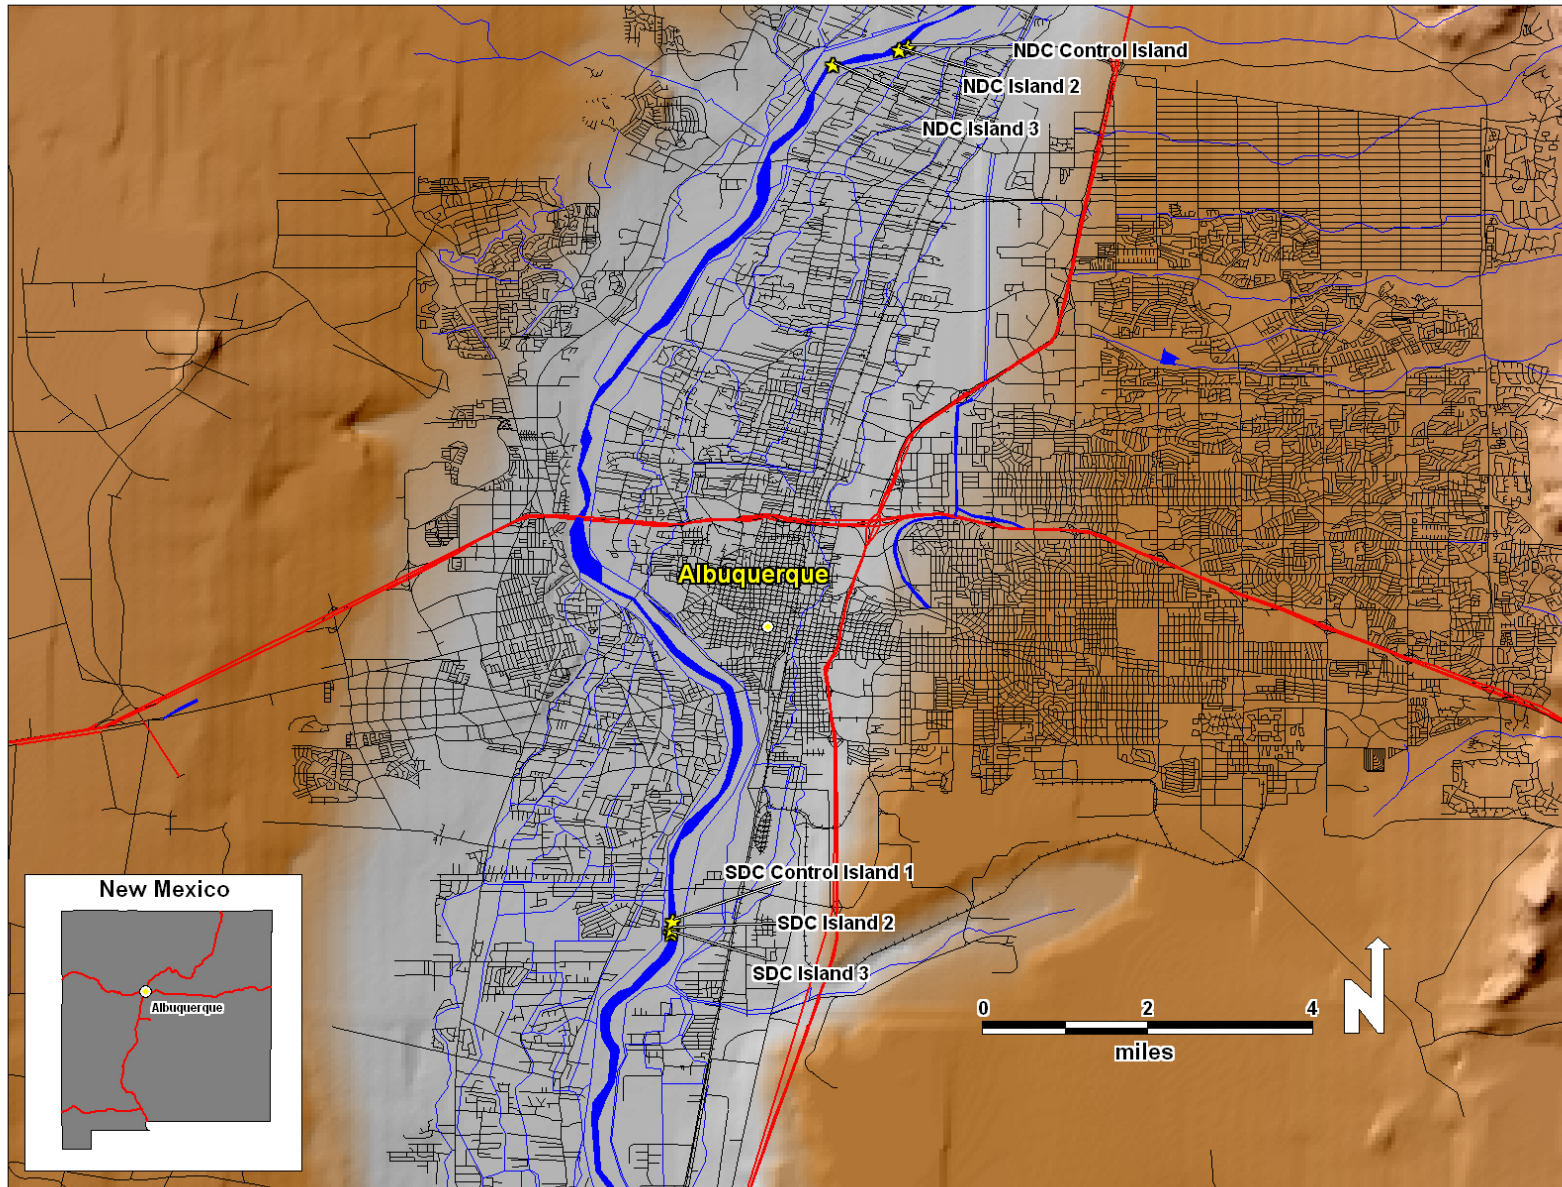 NDC Control Island
NDC Island 2
NDC Island 3
Albuquerque
SDC Control Island 1
SDC Island 2
SDC Island 3
New Mexico
Albuquerque
0 2 4
miles
N